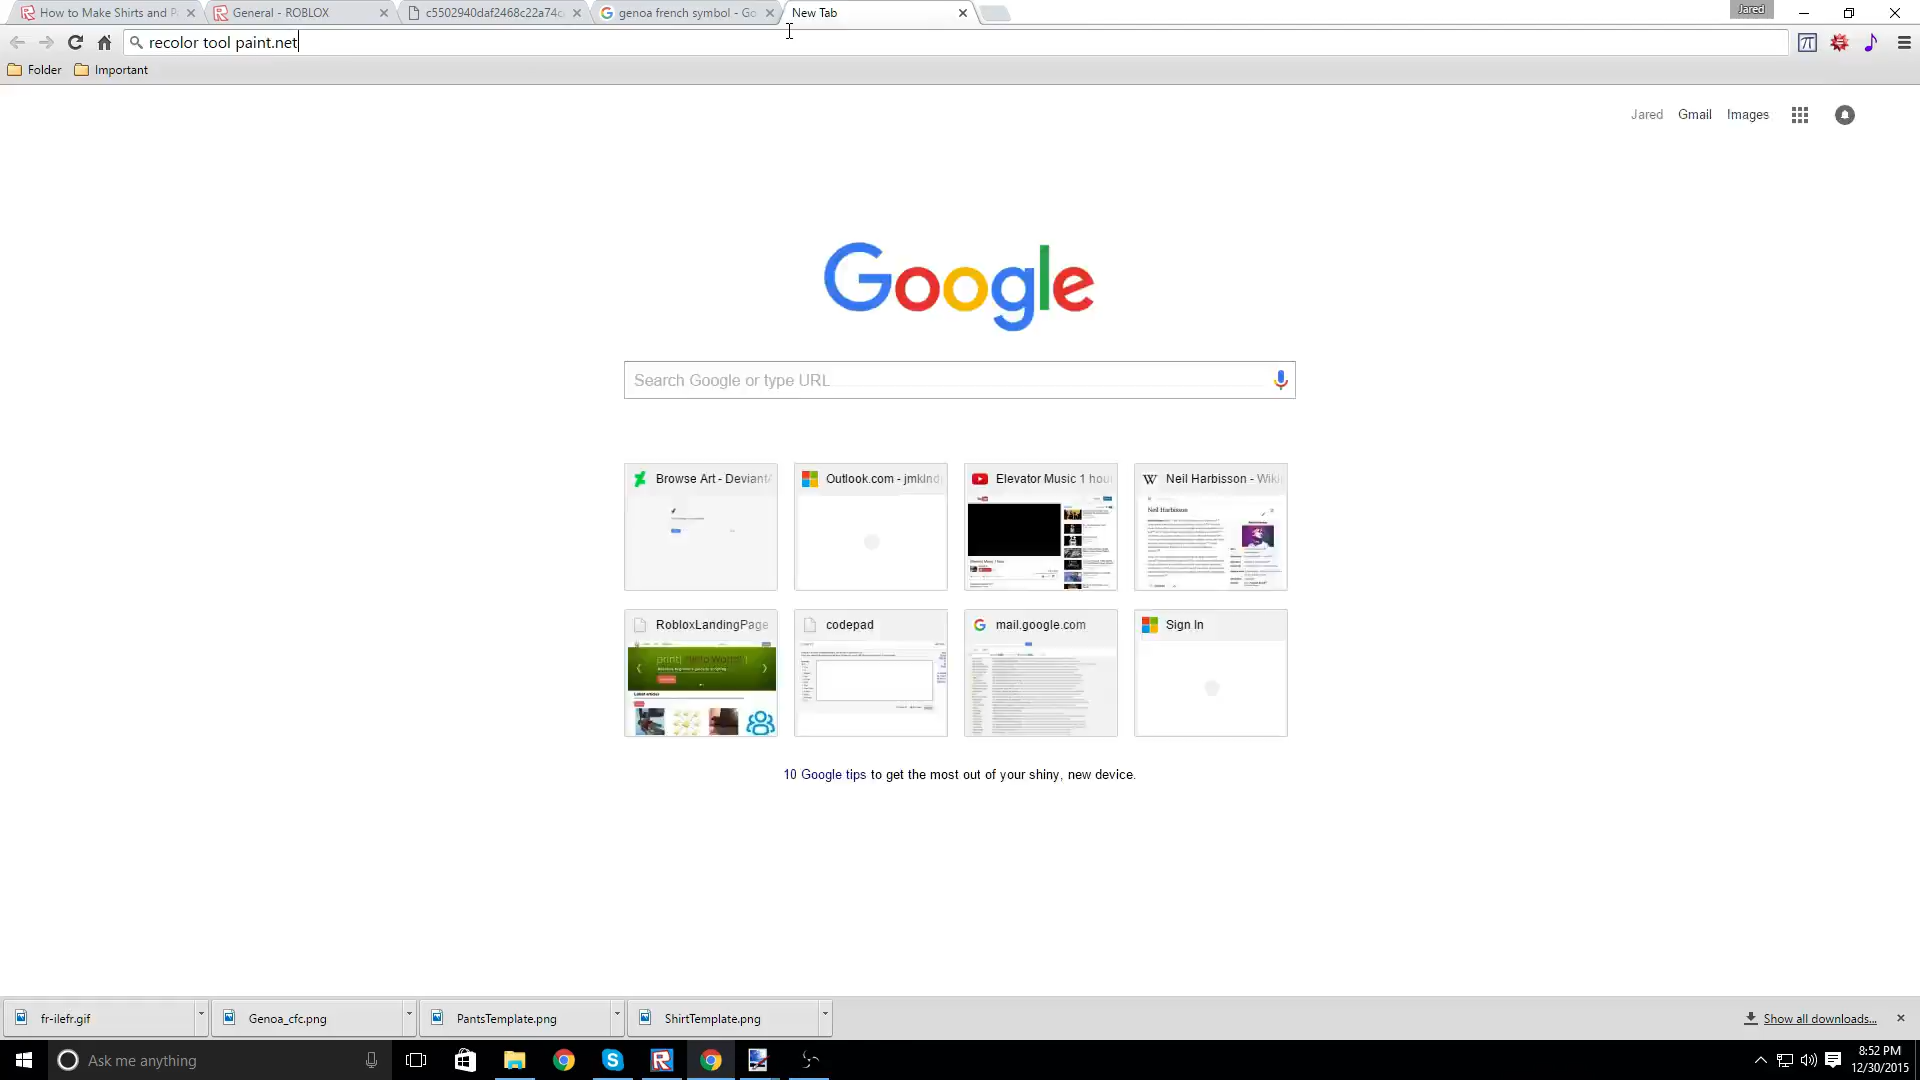 How to Make Shirts and P
General - ROBLOX
c5502940daf2468c22a74c
genoa french symbol - Go
New Tab
Jared
recolor tool paint.net
Folder
Important
Jared
Gmail
Images
Google
Search Google or type URL
Browse Art - Deviant
Outlook.com - jmklnd
Elevator Music 1 hou
Neil Harbisson - Wiki
Neil Harbisson
RobloxLandingPage
codepad
mail.google.com
Sign In
10 Google tips to get the most out of your shiny, new device.
fr-ilefr.gif
Genoa_cfc.png
PantsTemplate.png
ShirtTemplate.png
Show all downloads...
Ask me anything
8:52 PM
12/30/2015